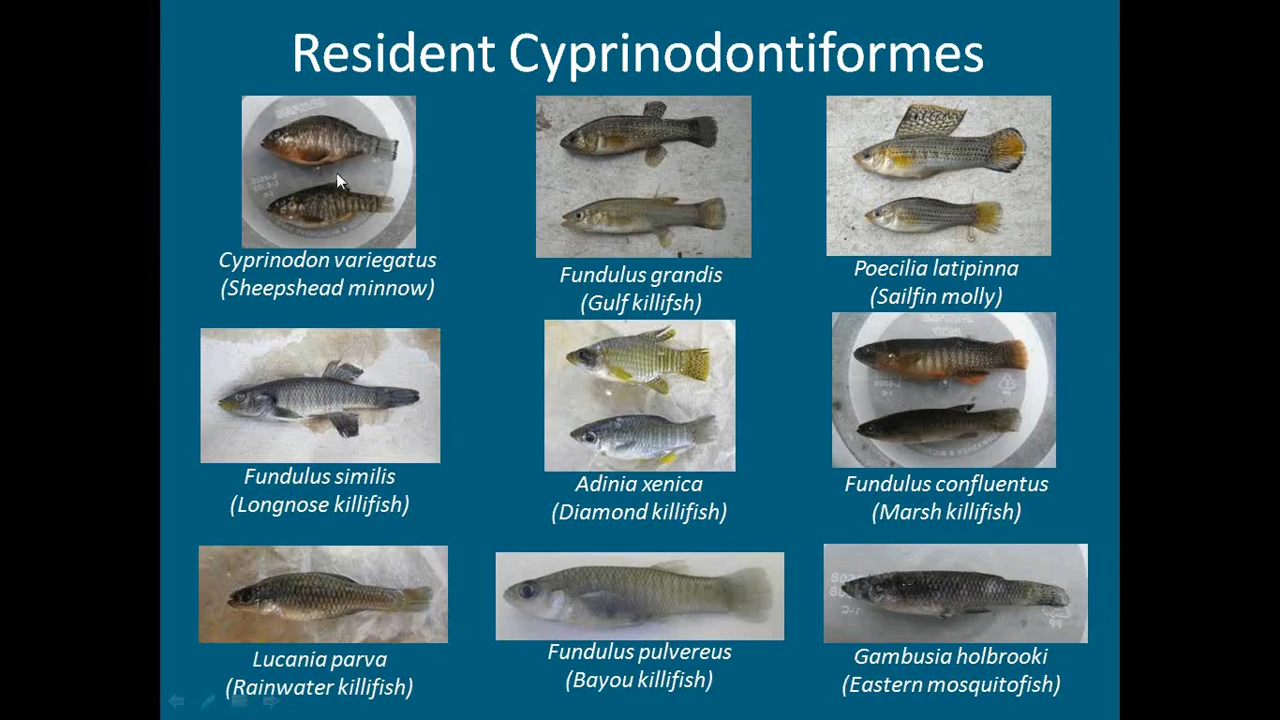 Resident Cyprinodontiformes
Cyprinodon variegatus
(Sheepshead minnow)
Fundulus grandis
(Gulf killifsh)
Poecilia latipinna
(Sailfin molly)
Fundulus similis
(Longnose killifish)
Adinia xenica
(Diamond killifish)
Fundulus confluentus
(Marsh killifish)
Lucania parva
(Rainwater killifish)
Fundulus pulvereus
(Bayou killifish)
Gambusia holbrooki
(Eastern mosquitofish)